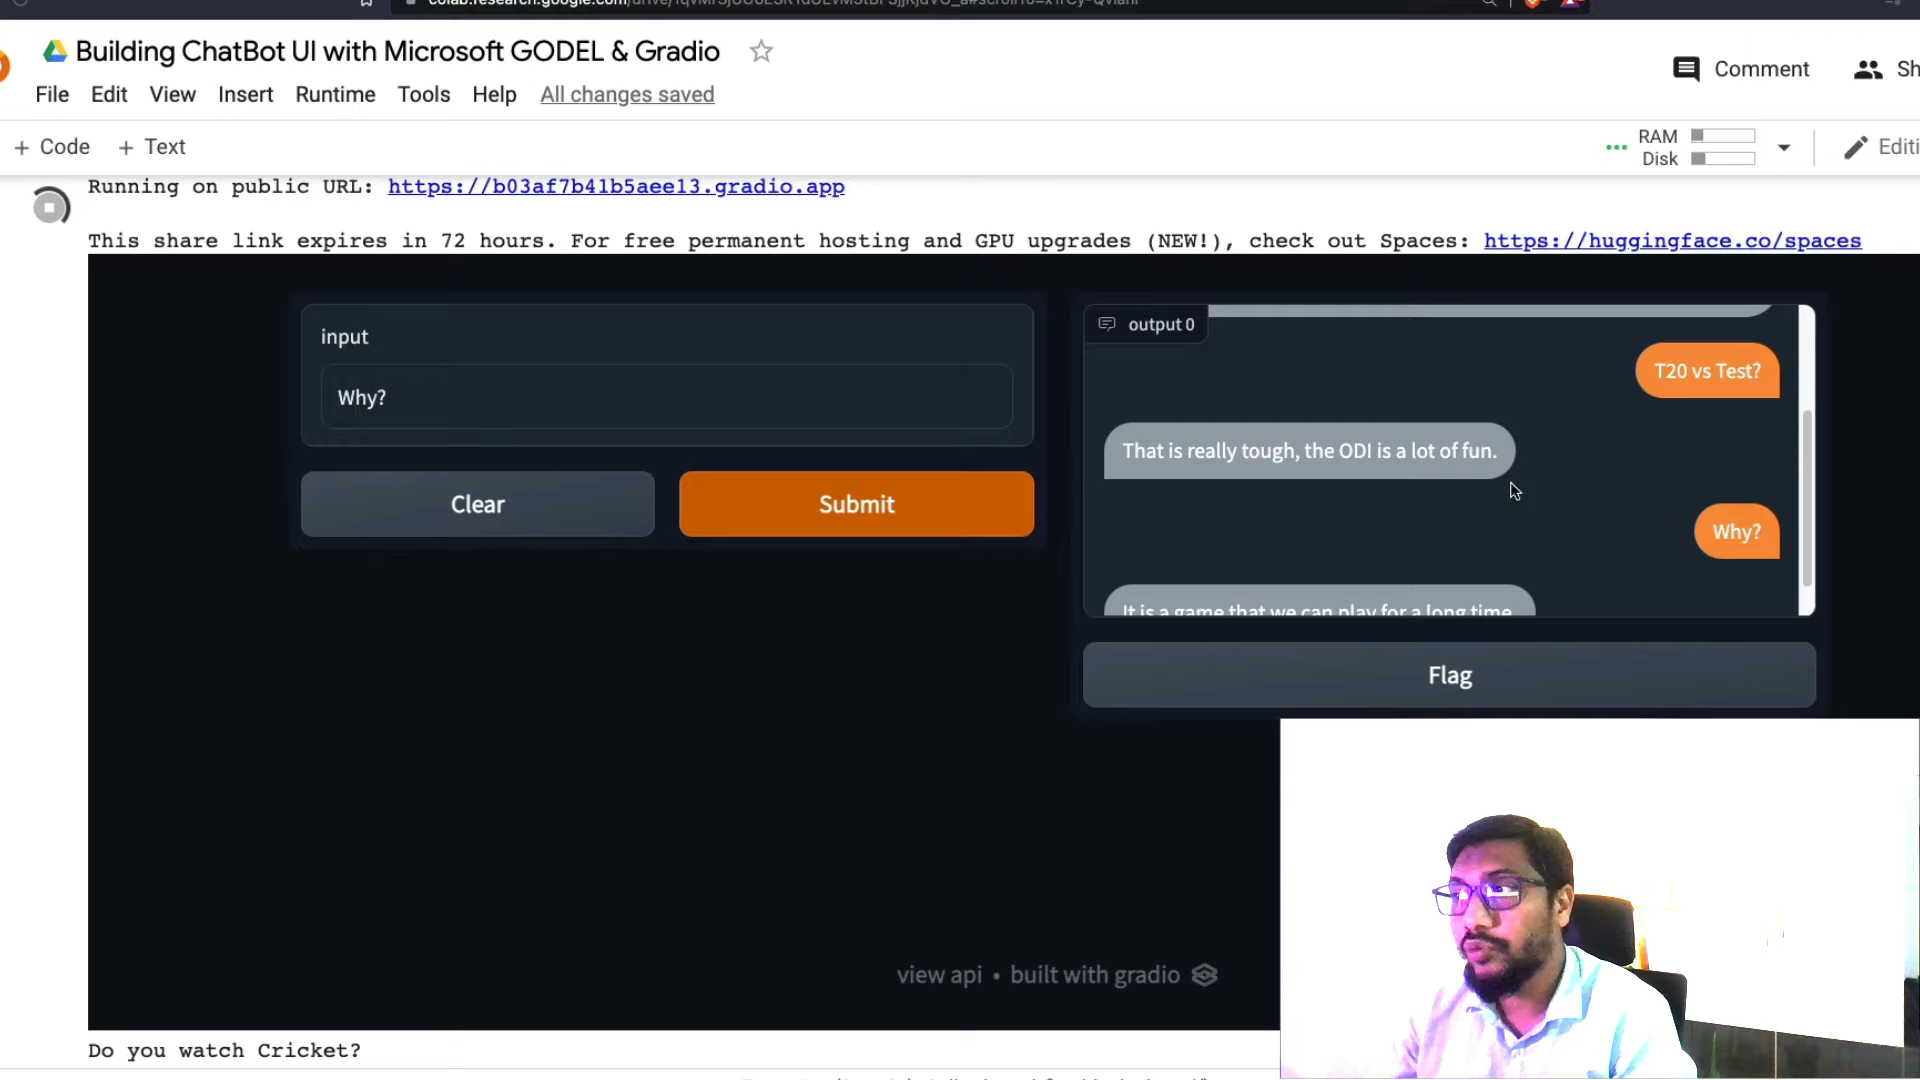 Building ChatBot UI with Microsoft GODEL & Gradio
Comment
File Edit View Insert Runtime Tools Help All changes saved
+ Code + Text
RAM
Disk
Running on public URL: https://b03af7b41b5aee13.gradio.app
This share link expires in 72 hours. For free permanent hosting and GPU upgrades (NEW!), check out Spaces: https://huggingface.co/spaces
input
Why?
Clear
Submit
output 0
T20 vs Test?
That is really tough, the ODI is a lot of fun.
Why?
It is a game that we can play for a long time
Flag
view api • built with gradio
Do you watch Cricket?